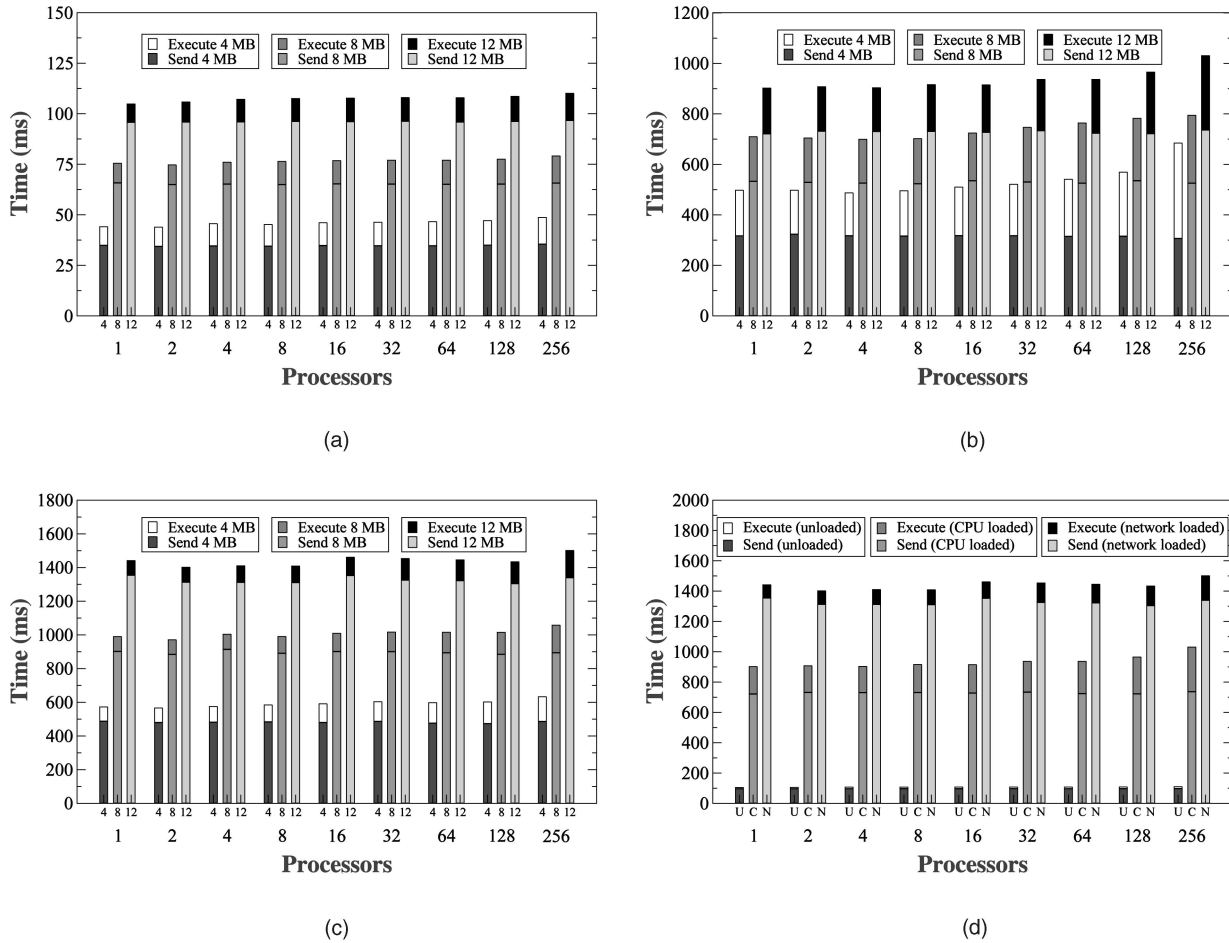 150
125
100
75
50
25
0
Time (ms)
Execute 4 MB
Send 4 MB
Execute 8 MB
Send 8 MB
Execute 12 MB
Send 12 MB
4 8 12 4 8 12 4 8 12 4 8 12 4 8 12 4 8 12 4 8 12 4 8 12 4 8 12
1 2 4 8 16 32 64 128 256
Processors
(a)
1200
1000
800
600
400
200
0
Time (ms)
Execute 4 MB
Send 4 MB
Execute 8 MB
Send 8 MB
Execute 12 MB
Send 12 MB
4 8 12 4 8 12 4 8 12 4 8 12 4 8 12 4 8 12 4 8 12 4 8 12 4 8 12
1 2 4 8 16 32 64 128 256
Processors
(b)
1800
1600
1400
1200
1000
800
600
400
200
0
Time (ms)
Execute 4 MB
Send 4 MB
Execute 8 MB
Send 8 MB
Execute 12 MB
Send 12 MB
4 8 12 4 8 12 4 8 12 4 8 12 4 8 12 4 8 12 4 8 12 4 8 12 4 8 12
1 2 4 8 16 32 64 128 256
Processors
(c)
2000
1800
1600
1400
1200
1000
800
600
400
200
0
Time (ms)
Execute (unloaded)
Send (unloaded)
Execute (CPU loaded)
Send (CPU loaded)
Execute (network loaded)
Send (network loaded)
U C N U C N U C N U C N U C N U C N U C N U C N U C N
1 2 4 8 16 32 64 128 256
Processors
(d)